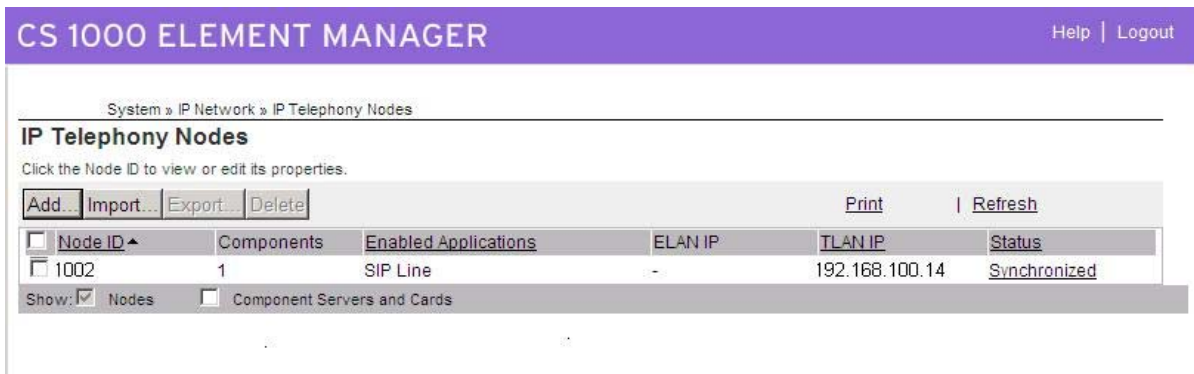 CS 1000 ELEMENT MANAGER Help | Logout
System » IP Network » IP Telephony Nodes
IP Telephony Nodes
Click the Node ID to view or edit its properties.
Add... Import... Export... Delete Print | Refresh
Node ID Components Enabled Applications ELAN IP TLAN IP Status
1002 1 SIP Line - 192.168.100.14 Synchronized
Show: Nodes Component Servers and Cards